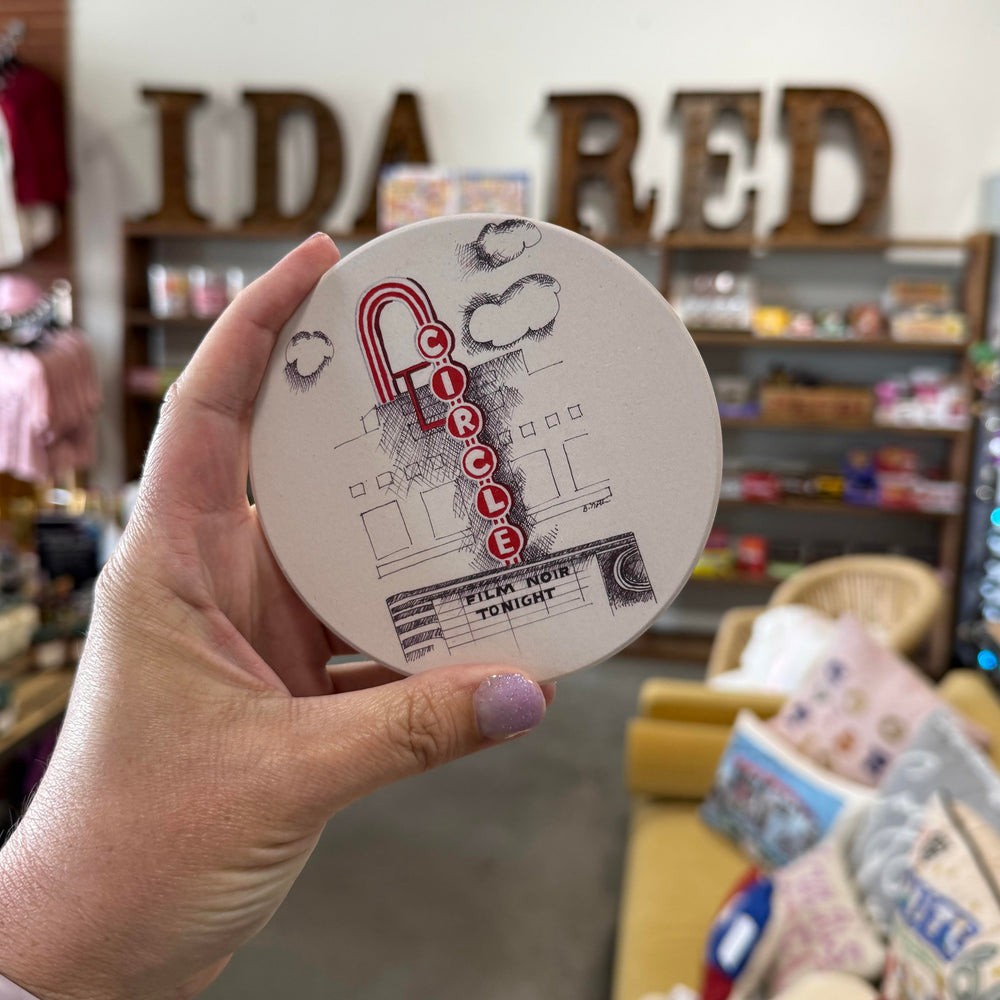 IDA RED
CIRCLE
FILM NOIR
TONIGHT